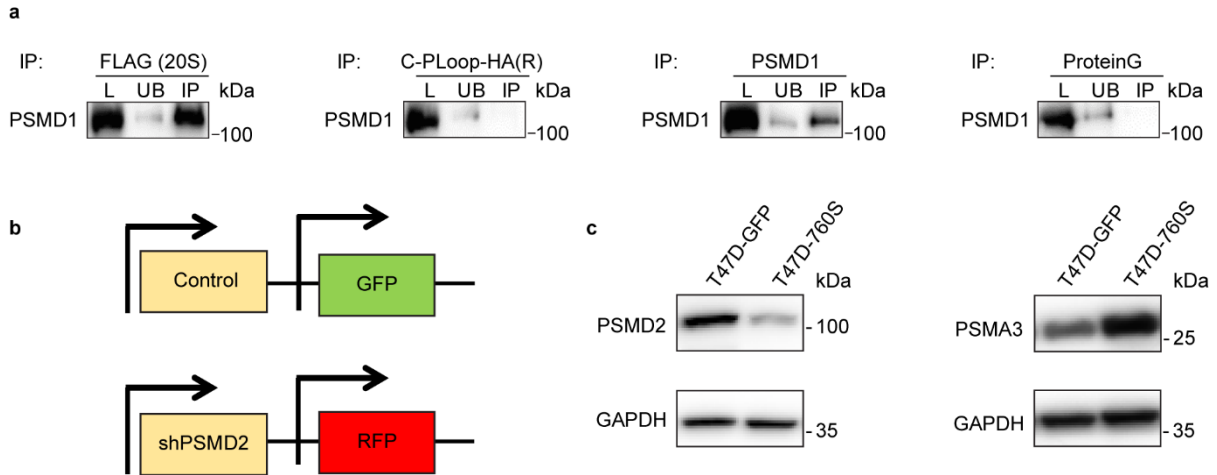 a
IP: FLAG (20S) IP: C-PLoop-HA(R) IP: PSMD1 IP: ProteinG
L UB IP kDa L UB IP kDa L UB IP kDa L UB IP kDa
PSMD1 -100 PSMD1 -100 PSMD1 -100 PSMD1 -100
b
Control GFP
shPSMD2 RFP
c
T47D-GFP T47D-760S kDa T47D-GFP T47D-760S kDa
PSMD2 - 100 PSMA3 - 25
GAPDH - 35 GAPDH - 35